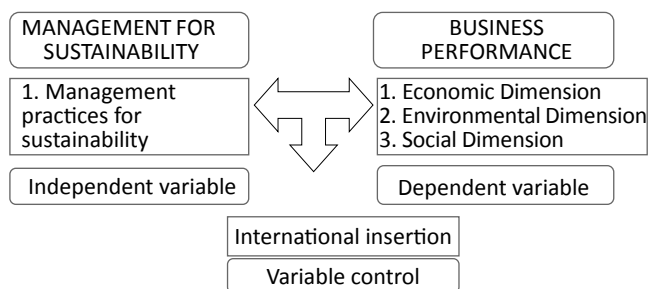 MANAGEMENT FOR
SUSTAINABILITY
1. Management
practices for
sustainability
Independent variable
BUSINESS
PERFORMANCE
1. Economic Dimension
2. Environmental Dimension
3. Social Dimension
Dependent variable
International insertion
Variable control